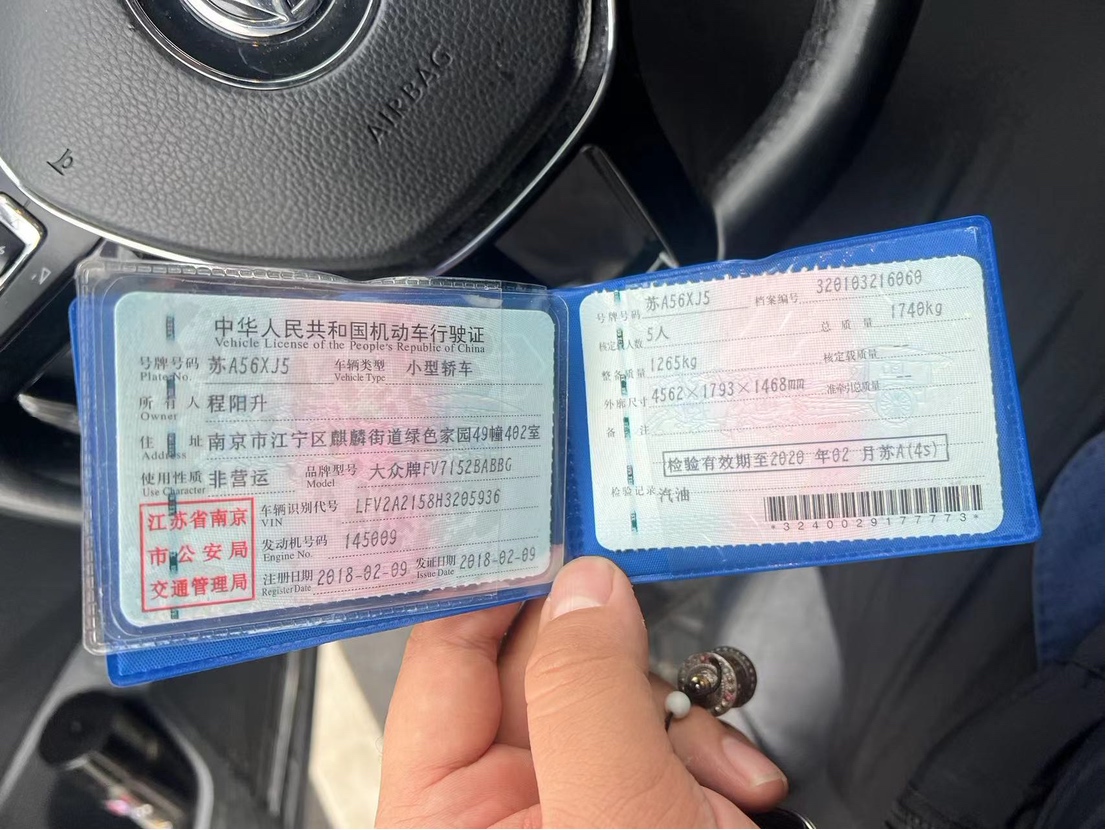 AIRBAG
中华人民共和国机动车行驶证
Vehicle License of the People's Republic of China
号牌号码 苏A56XJ5 车辆类型 小型轿车
Plate No. Vehicle Type
所有人 程阳升
Owner
住址 南京市江宁区麒麟街道绿色家园49幢402室
Address
使用性质 非营运 品牌型号 大众牌FV7152BABBG
Use Character Model
江苏省南京
市公安局
交通管理局
车辆识别代号 LFV2A2158H3205936
VIN
发动机号码 145009
Engine No.
注册日期 2018-02-09 发证日期 2018-02-09
Register Date Issue Date
号牌号码 苏A56XJ5 档案编号 320103216060
核定载人数 5人 总质量 1740kg
整备质量 1265kg 核定载质量
外廓尺寸 4562×1793×1468mm 准牵引总质量
备注
检验有效期至2020 年02 月苏A(4s)
检验记录 汽油
*3240029177773*